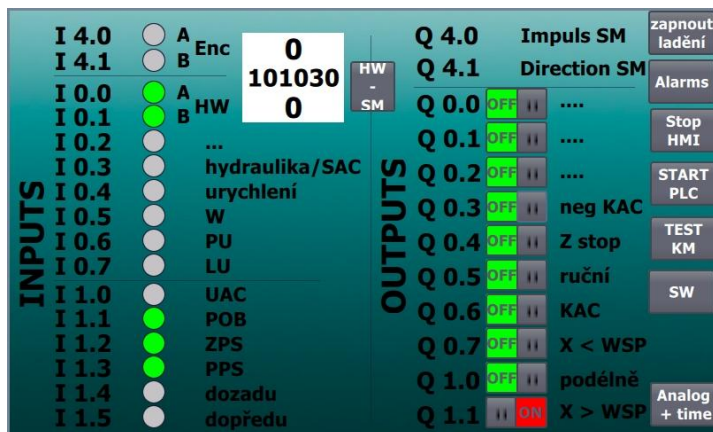 INPUTS
I 4.0 A Enc
I 4.1 B
I 0.0 A HW
I 0.1 B
I 0.2 ...
I 0.3 hydraulika/SAC
I 0.4 urychlení
I 0.5 W
I 0.6 PU
I 0.7 LU
I 1.0 UAC
I 1.1 POB
I 1.2 ZPS
I 1.3 PPS
I 1.4 dozadu
I 1.5 dopředu
0
101030
0
HW
-
SM
OUTPUTS
Q 4.0 Impuls SM
Q 4.1 Direction SM
Q 0.0 OFF ....
Q 0.1 OFF ....
Q 0.2 OFF ....
Q 0.3 OFF neg KAC
Q 0.4 OFF Z stop
Q 0.5 OFF ruční
Q 0.6 OFF KAC
Q 0.7 OFF X < WSP
Q 1.0 OFF podélně
Q 1.1 ON X > WSP
zapnout
ladění
Alarms
Stop
HMI
START
PLC
TEST
KM
SW
Analog
+ time